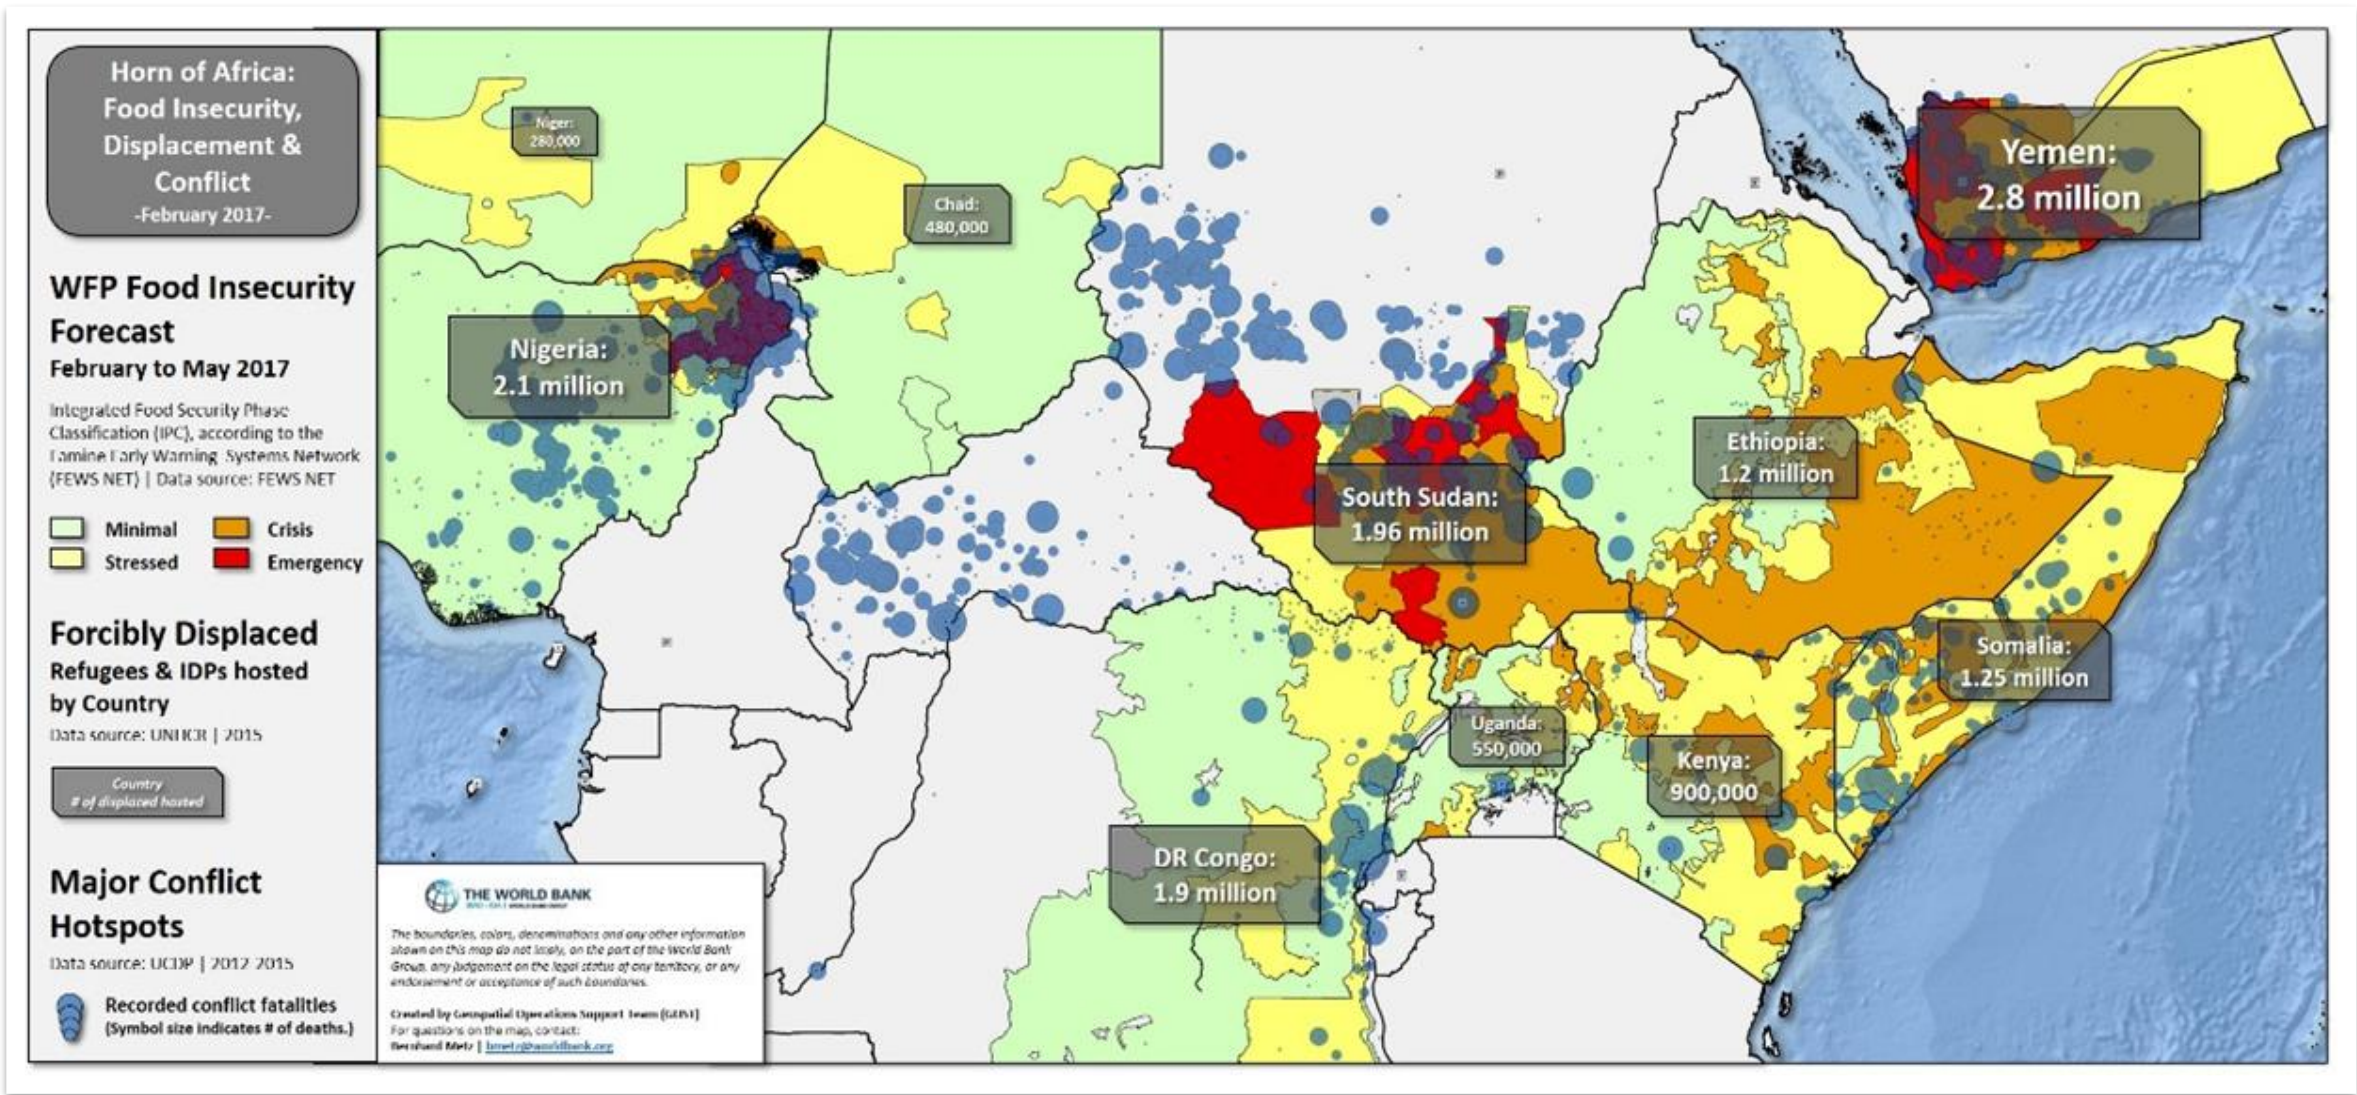 Horn of Africa:
Food Insecurity,
Displacement &
Conflict
-February 2017-
WFP Food Insecurity
Forecast
February to May 2017
Integrated Food Security Phase
Classification (IPC), according to the
Famine Early Warning Systems Network
(FEWS NET) | Data source: FEWS NET
Minimal
Crisis
Stressed
Emergency
Forcibly Displaced
Refugees & IDPs hosted
by Country
Data source: UNHCR | 2015
Country
# of displaced hosted
Major Conflict
Hotspots
Data source: UCDP | 2012-2015
Recorded conflict fatalities
(Symbol size indicates # of deaths.)
Niger:
280,000
Chad:
480,000
Yemen:
2.8 million
Nigeria:
2.1 million
Ethiopia:
1.2 million
South Sudan:
1.96 million
Somalia:
1.25 million
Uganda:
550,000
Kenya:
900,000
DR Congo:
1.9 million
THE WORLD BANK
The boundaries, colors, denominations and any other information
shown on this map do not imply, on the part of the World Bank
Group, any judgement on the legal status of any territory, or any
endorsement or acceptance of such boundaries.
Created by Geospatial Operations Support Team (GOST)
For questions on the map, contact:
Bernhard Metz | bmetz@worldbank.org